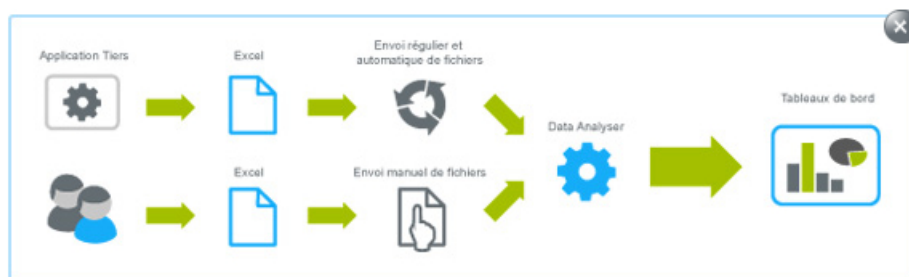 Application Tiers
Excel
Envoi régulier et
automatique de fichiers
Excel
Envoi manuel de fichiers
Data Analyser
Tableaux de bord